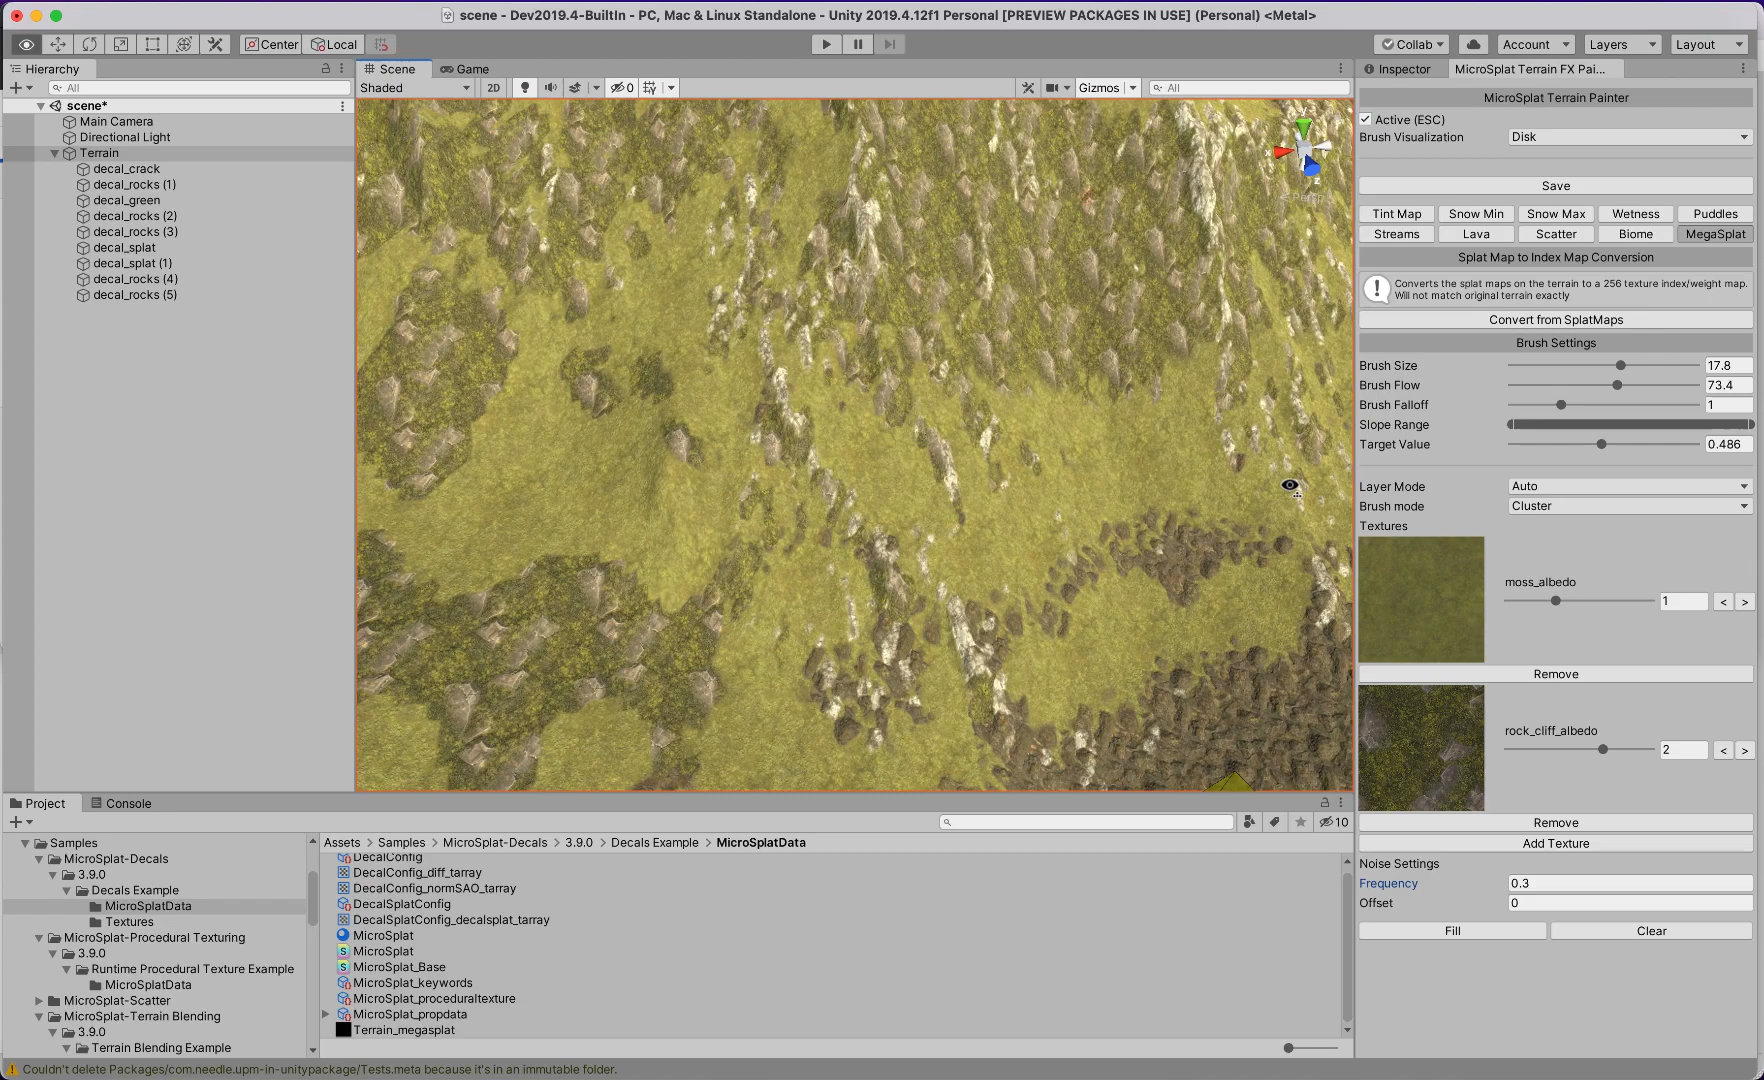 scene - Dev2019.4-BuiltIn - PC, Mac & Linux Standalone - Unity 2019.4.12f1 Personal [PREVIEW PACKAGES IN USE] (Personal) <Metal>
Center Local Collab Account Layers Layout
Hierarchy
All
scene*
Main Camera
Directional Light
Terrain
decal_crack
decal_rocks (1)
decal_green
decal_rocks (2)
decal_rocks (3)
decal_splat
decal_splat (1)
decal_rocks (4)
decal_rocks (5)
Scene Game
Shaded 2D 0 Gizmos All
y
x
z
Persp
Inspector MicroSplat Terrain FX Pai...
MicroSplat Terrain Painter
Active (ESC)
Brush Visualization Disk
Save
Tint Map Snow Min Snow Max Wetness Puddles
Streams Lava Scatter Biome MegaSplat
Splat Map to Index Map Conversion
Converts the splat maps on the terrain to a 256 texture index/weight map.
Will not match original terrain exactly
Convert from SplatMaps
Brush Settings
Brush Size 17.8
Brush Flow 73.4
Brush Falloff 1
Slope Range
Target Value 0.486
Layer Mode Auto
Brush mode Cluster
Textures
moss_albedo
1 < >
Remove
rock_cliff_albedo
2 < >
Remove
Add Texture
Noise Settings
Frequency 0.3
Offset 0
Fill Clear
Project Console
10
Samples
MicroSplat-Decals
3.9.0
Decals Example
MicroSplatData
Textures
MicroSplat-Procedural Texturing
3.9.0
Runtime Procedural Texture Example
MicroSplatData
MicroSplat-Scatter
MicroSplat-Terrain Blending
3.9.0
Terrain Blending Example
Assets > Samples > MicroSplat-Decals > 3.9.0 > Decals Example > MicroSplatData
DecalConfig
DecalConfig_diff_tarray
DecalConfig_normSAO_tarray
DecalSplatConfig
DecalSplatConfig_decalsplat_tarray
MicroSplat
MicroSplat
MicroSplat_Base
MicroSplat_keywords
MicroSplat_proceduraltexture
MicroSplat_propdata
Terrain_megasplat
Couldn't delete Packages/com.needle.upm-in-unitypackage/Tests.meta because it's in an immutable folder.